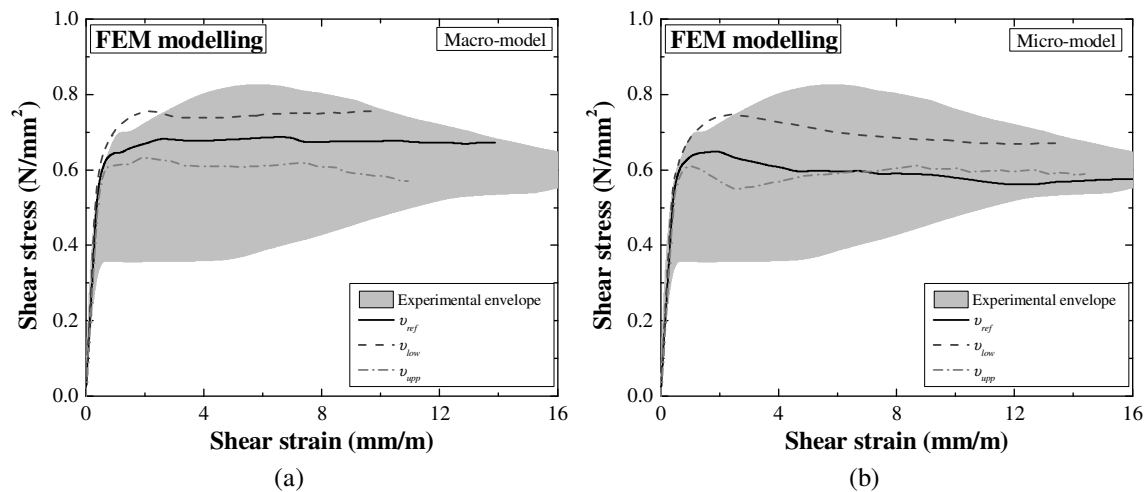 FEM modelling
Macro-model
Shear stress (N/mm²)
1.0
0.8
0.6
0.4
0.2
0.0
Experimental envelope
υref
υlow
υupp
0 4 8 12 16
Shear strain (mm/m)
(a)
FEM modelling
Micro-model
Shear stress (N/mm²)
1.0
0.8
0.6
0.4
0.2
0.0
Experimental envelope
υref
υlow
υupp
0 4 8 12 16
Shear strain (mm/m)
(b)